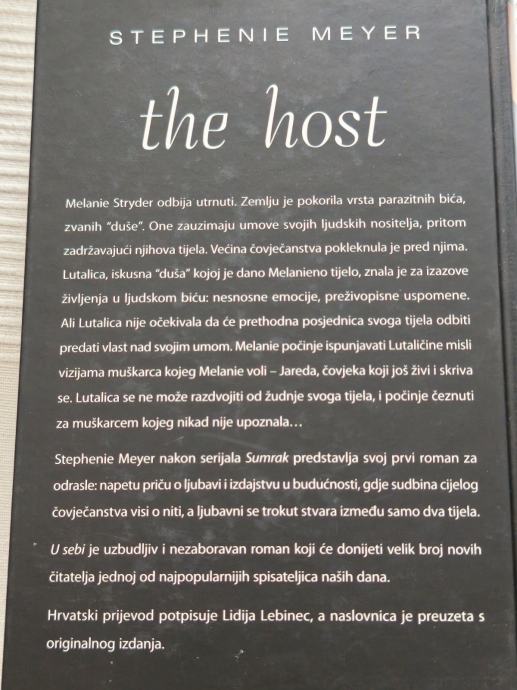 STEPHENIE MEYER
the host
Melanie Stryder odbija utrnuti. Zemlju je pokorila vrsta parazitnih bića,
zvanih “duše”. One zauzimaju umove svojih ljudskih nositelja, pritom
zadržavajući njihova tijela. Većina čovječanstva pokleknula je pred njima.
Lutalica, iskusna “duša” kojoj je dano Melanieno tijelo, znala je za izazove
življenja u ljudskom biću: nesnosne emocije, preživopisne uspomene.
Ali Lutalica nije očekivala da će prethodna posjednica svoga tijela odbiti
predati vlast nad svojim umom. Melanie počinje ispunjavati Lutaličine misli
vizijama muškarca kojeg Melanie voli – Jareda, čovjeka koji još živi i skriva
se. Lutalica se ne može razdvojiti od žudnje svoga tijela, i počinje čeznuti
za muškarcem kojeg nikad nije upoznala...
Stephenie Meyer nakon serijala Sumrak predstavlja svoj prvi roman za
odrasle: napetu priču o ljubavi i izdajstvu u budućnosti, gdje sudbina cijelog
čovječanstva visi o niti, a ljubavni se trokut stvara između samo dva tijela.
U sebi je uzbudljiv i nezaboravan roman koji će donijeti velik broj novih
čitatelja jednoj od najpopularnijih spisateljica naših dana.
Hrvatski prijevod potpisuje Lidija Lebinec, a naslovnica je preuzeta s
originalnog izdanja.